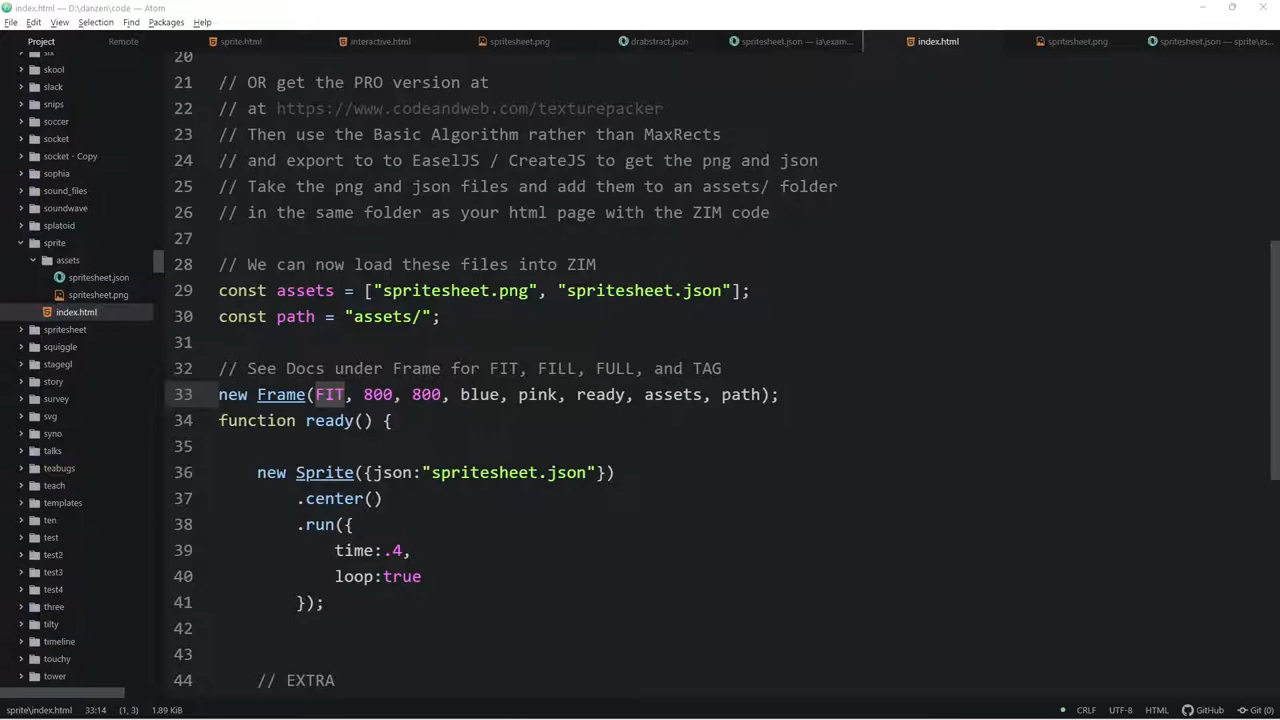 index.html — D:\danzen\code — Atom
File Edit View Selection Find Packages Help
Project Remote
sprite.html interactive.html spritesheet.png drabstract.json spritesheet.json — ia\exam... index.html spritesheet.png spritesheet.json — sprite\as...
six
skool
slack
snips
soccer
socket
socket - Copy
sophia
sound_files
soundwave
splatoid
sprite
assets
spritesheet.json
spritesheet.png
index.html
spritesheet
squiggle
stagegl
story
survey
svg
syno
talks
teabugs
teach
templates
ten
test
test2
test3
test4
three
tilty
timeline
touchy
tower
20
21 // OR get the PRO version at
22 // at https://www.codeandweb.com/texturepacker
23 // Then use the Basic Algorithm rather than MaxRects
24 // and export to to EaselJS / CreateJS to get the png and json
25 // Take the png and json files and add them to an assets/ folder
26 // in the same folder as your html page with the ZIM code
27
28 // We can now load these files into ZIM
29 const assets = ["spritesheet.png", "spritesheet.json"];
30 const path = "assets/";
31
32 // See Docs under Frame for FIT, FILL, FULL, and TAG
33 new Frame(FIT, 800, 800, blue, pink, ready, assets, path);
34 function ready() {
35
36 new Sprite({json:"spritesheet.json"})
37 .center()
38 .run({
39 time:.4,
40 loop:true
41 });
42
43
44 // EXTRA
sprite\index.html 33:14 (1, 3) 1.89 KiB CRLF UTF-8 HTML GitHub Git (0)